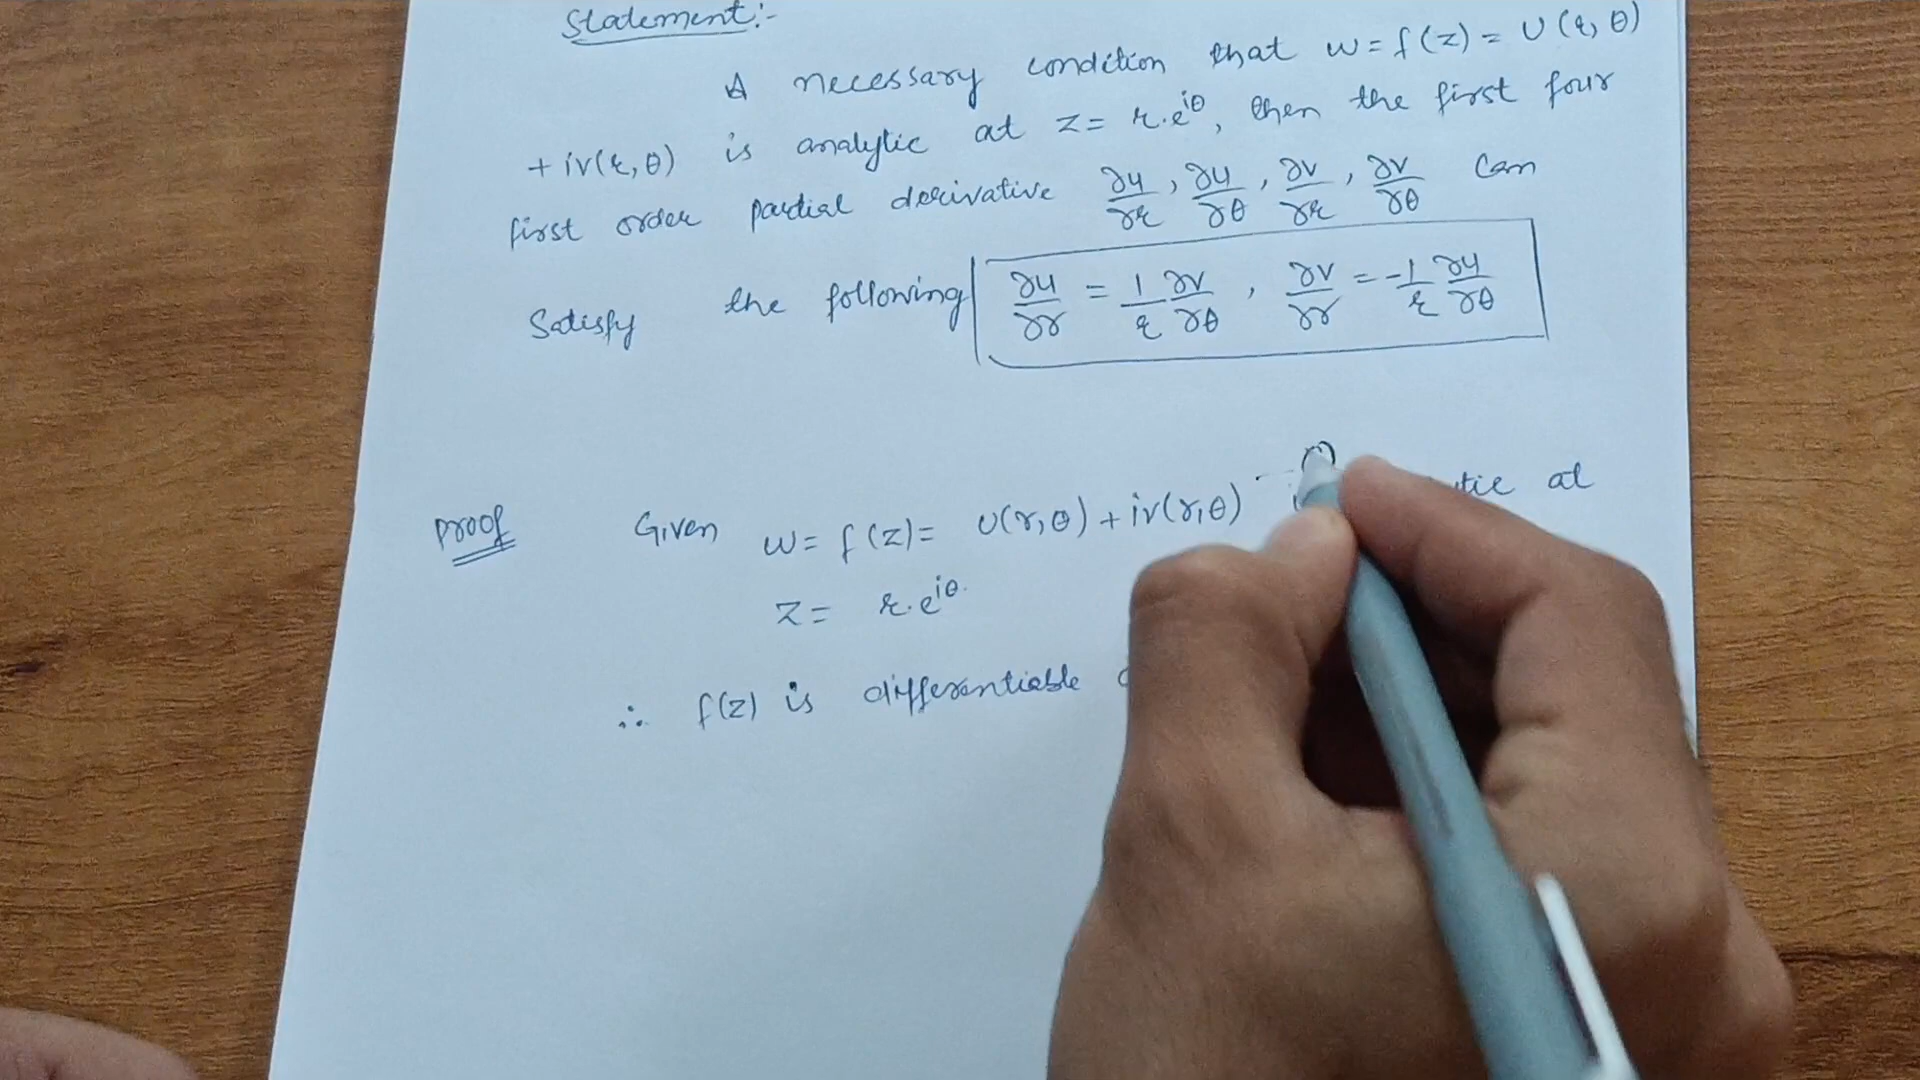 Statement:-
A necessary condition that w = f(z) = U(r, θ)
+ iv(r, θ) is analytic at z = r.e^{iθ}, then the first four
first order partial derivative ∂u/∂r, ∂u/∂θ, ∂v/∂r, ∂v/∂θ can
Satisfy the following ∂u/∂r = 1/r ∂v/∂θ, ∂v/∂r = -1/r ∂u/∂θ
Proof Given w = f(z) = U(r,θ) + iv(r,θ) at
z = r.e^{iθ}.
∴ f(z) is differentiable